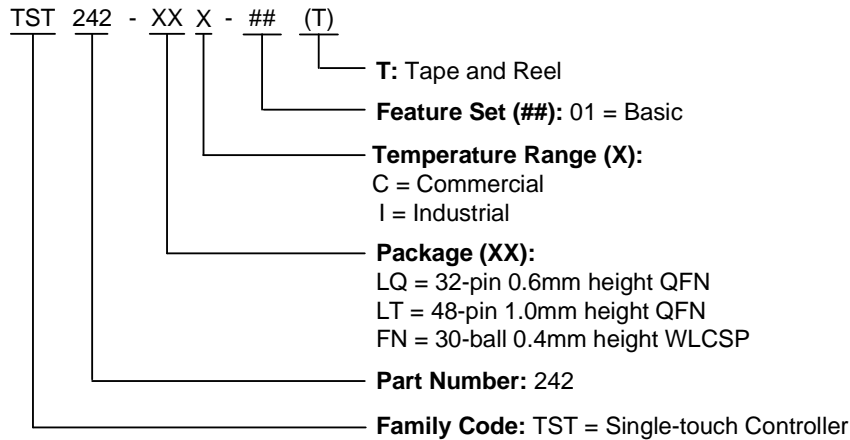 TST 242 - XX X - ## (T)
T: Tape and Reel
Feature Set (##): 01 = Basic
Temperature Range (X):
C = Commercial
I = Industrial
Package (XX):
LQ = 32-pin 0.6mm height QFN
LT = 48-pin 1.0mm height QFN
FN = 30-ball 0.4mm height WLCSP
Part Number: 242
Family Code: TST = Single-touch Controller